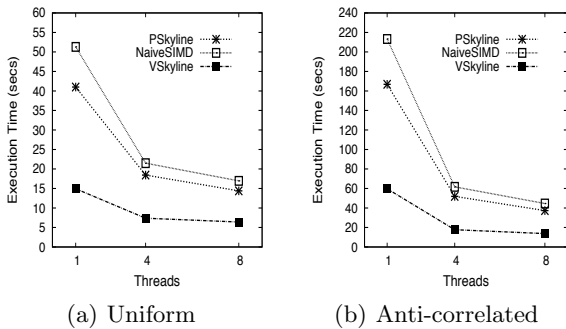 60
55
50
45
40
35
30
25
20
15
10
5
0
Execution Time (secs)
PSkyline
NaiveSIMD
VSkyline
1 4 8
Threads
(a) Uniform
240
220
200
180
160
140
120
100
80
60
40
20
0
Execution Time (secs)
PSkyline
NaiveSIMD
VSkyline
1 4 8
Threads
(b) Anti-correlated